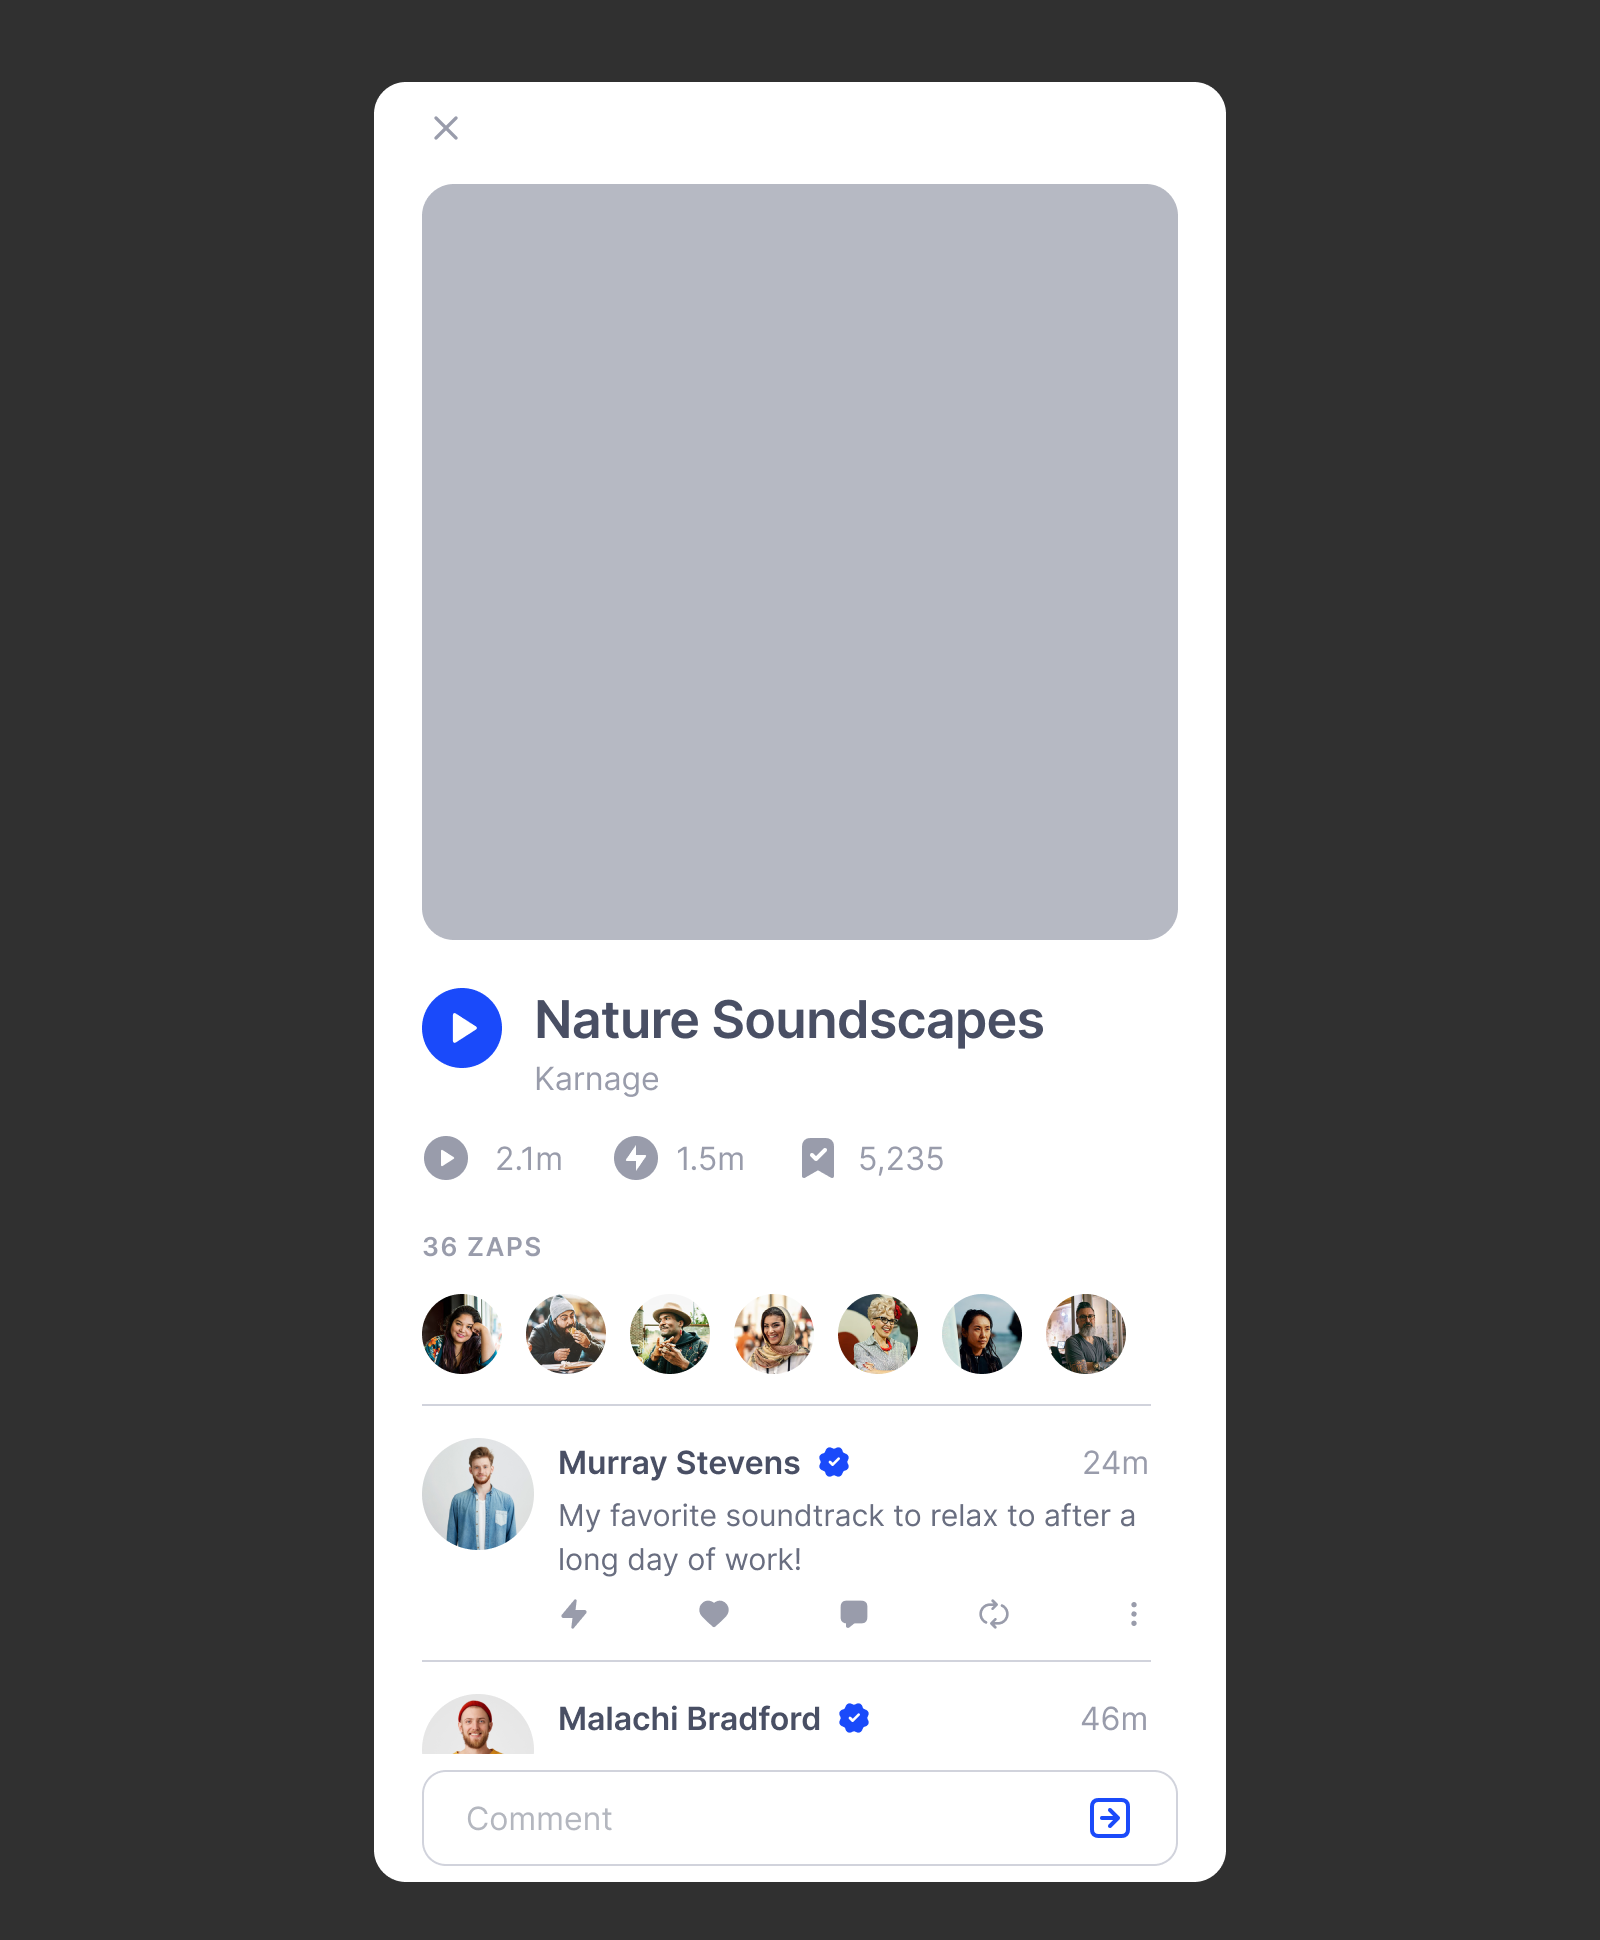 Nature Soundscapes
Karnage
2.1m 1.5m 5,235
36 ZAPS
Murray Stevens 24m
My favorite soundtrack to relax to after a
long day of work!
Malachi Bradford 46m
Comment